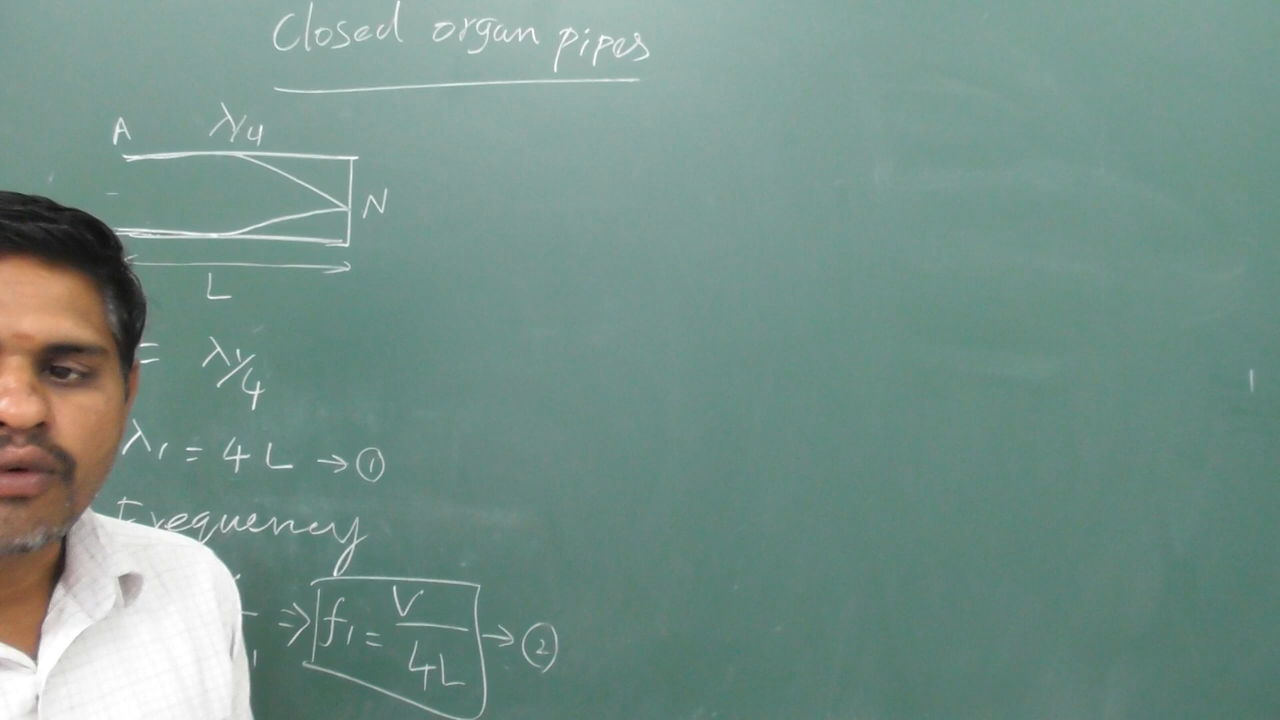 Closed organ pipes
A λ/4
N
L
= λ1/4
λ1 = 4L → ①
Frequency
⇒ f1 = V/4L → ②